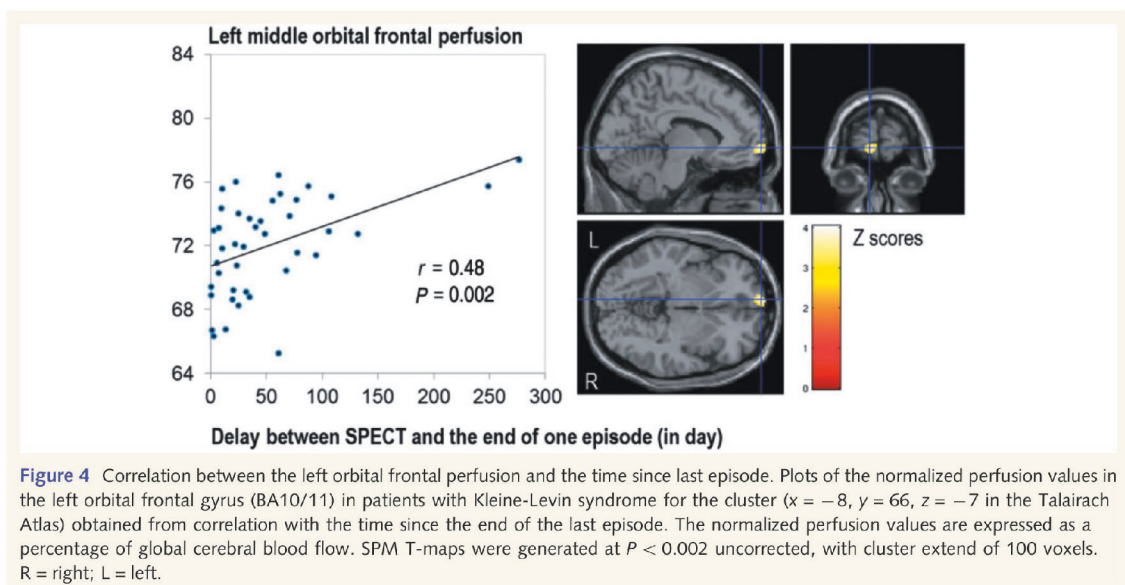 Left middle orbital frontal perfusion
84
80
76
72
68
64
r = 0.48
P = 0.002
0 50 100 150 200 250 300
Delay between SPECT and the end of one episode (in day)
L
R
4
3
2
1
0
Z scores
Figure 4 Correlation between the left orbital frontal perfusion and the time since last episode. Plots of the normalized perfusion values in
the left orbital frontal gyrus (BA10/11) in patients with Kleine-Levin syndrome for the cluster (x = −8, y = 66, z = −7 in the Talairach
Atlas) obtained from correlation with the time since the end of the last episode. The normalized perfusion values are expressed as a
percentage of global cerebral blood flow. SPM T-maps were generated at P < 0.002 uncorrected, with cluster extend of 100 voxels.
R = right; L = left.